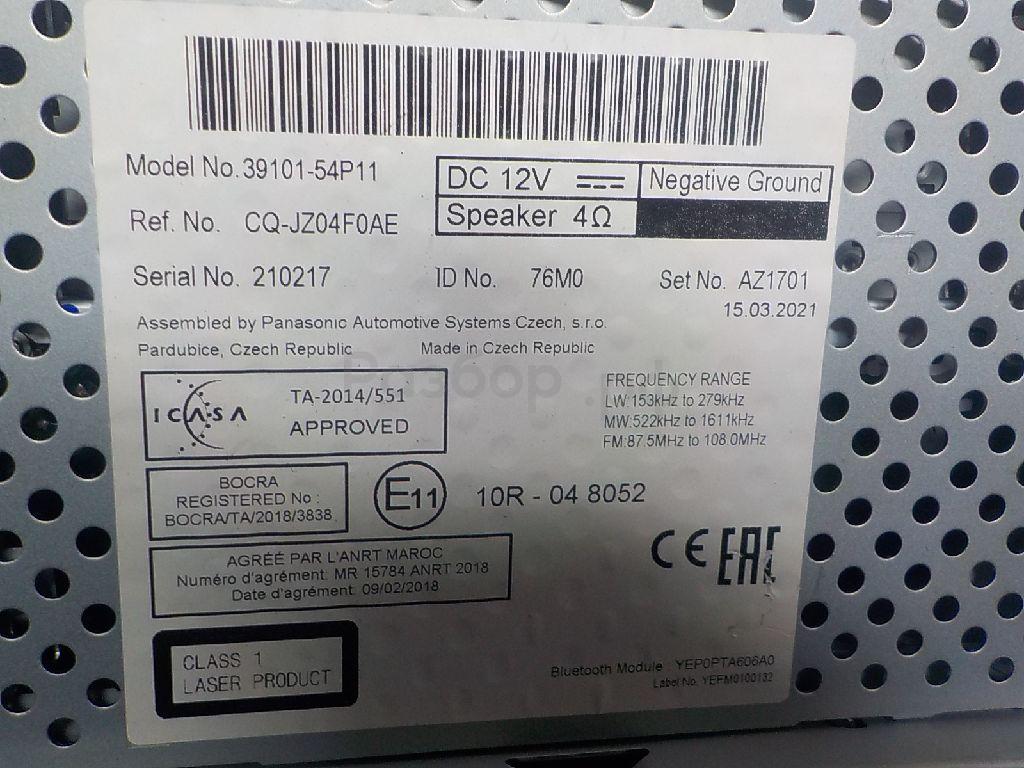 Model No. 39101-54P11
DC 12V
Negative Ground
Ref. No. CQ-JZ04F0AE
Speaker 4Ω
Serial No. 210217 ID No. 76M0 Set No. AZ1701
15.03.2021
Assembled by Panasonic Automotive Systems Czech, s.r.o.
Pardubice, Czech Republic Made in Czech Republic
Разбор
ICASA
TA-2014/551
APPROVED
FREQUENCY RANGE
LW:153kHz to 279kHz
MW:522kHz to 1611kHz
FM:87.5MHz to 108.0MHz
BOCRA
REGISTERED No :
BOCRA/TA/2018/3838
E11 10R - 04 8052
AGRÉÉ PAR L'ANRT MAROC
Numéro d'agrément: MR 15784 ANRT 2018
Date d'agrément: 09/02/2018
CE EAC
CLASS 1
LASER PRODUCT
Bluetooth Module : YEP0PTA606A0
Label No. YEFM0100132